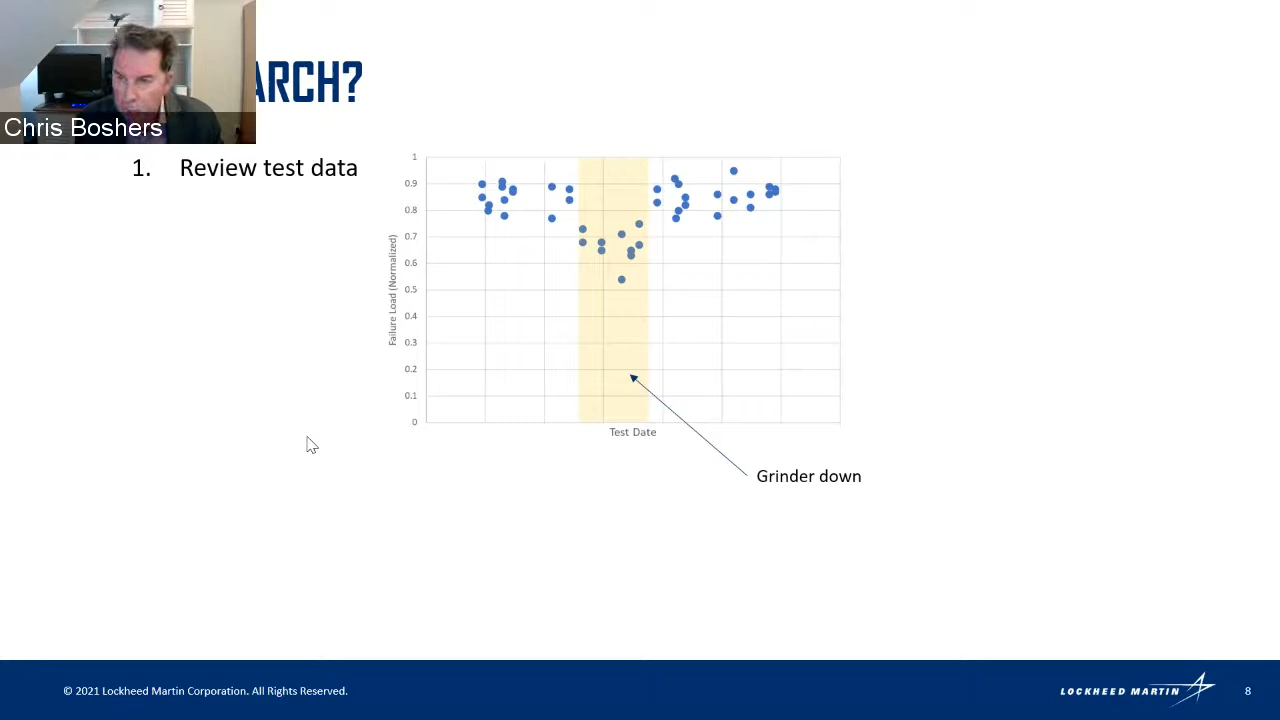 ARCH?
Chris Boshers
1. Review test data
1
0.9
0.8
0.7
0.6
0.5
0.4
0.3
0.2
0.1
0
Failure Load (Normalized)
Test Date
Grinder down
© 2021 Lockheed Martin Corporation. All Rights Reserved.
LOCKHEED MARTIN
8